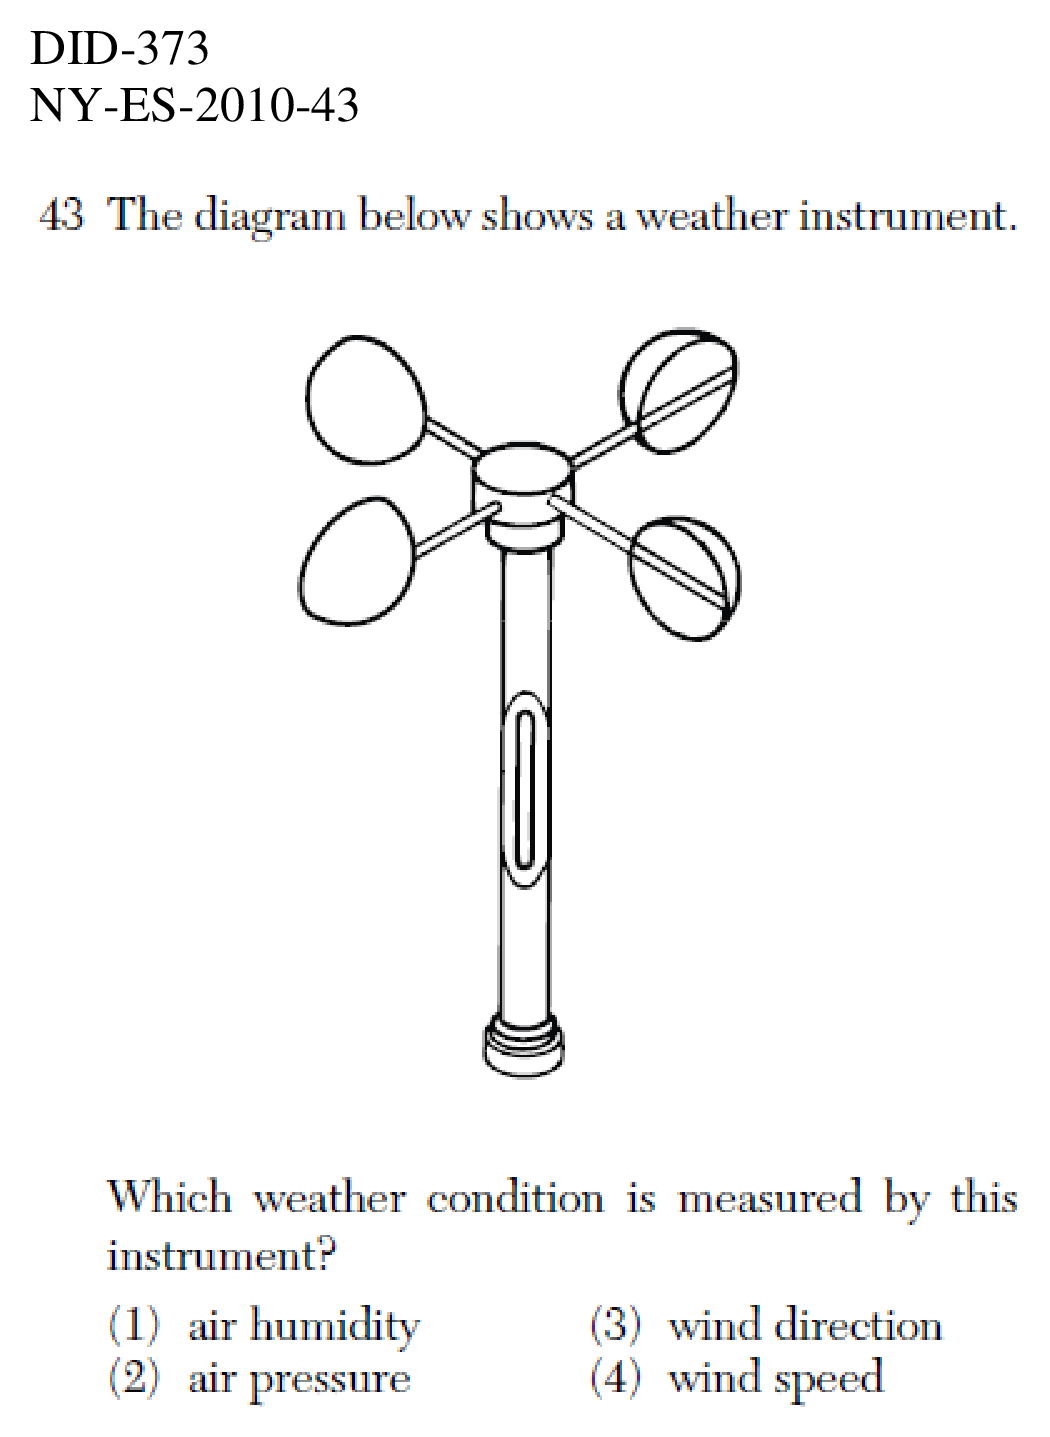 DID-373
NY-ES-2010-43
43 The diagram below shows a weather instrument.
Which weather condition is measured by this
instrument?
(1) air humidity (3) wind direction
(2) air pressure (4) wind speed